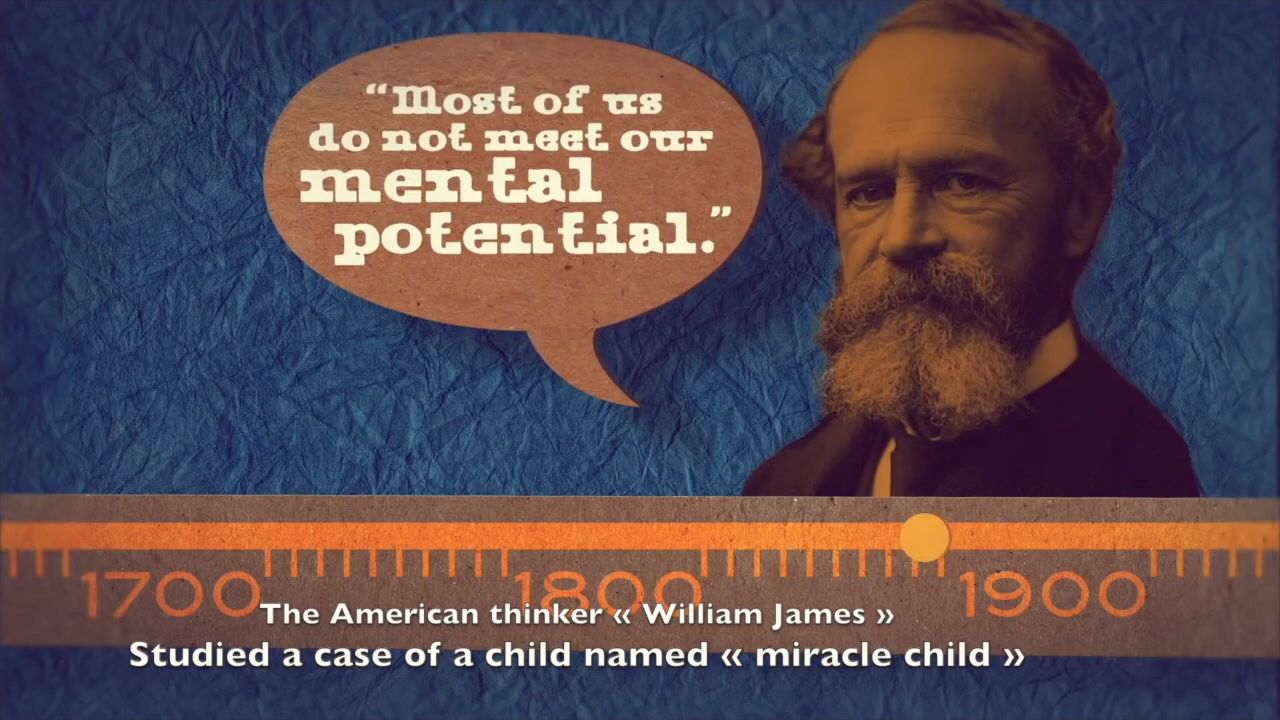 “Most of us
do not meet our
mental
potential.”
1700 1800 1900
The American thinker « William James »
Studied a case of a child named « miracle child »